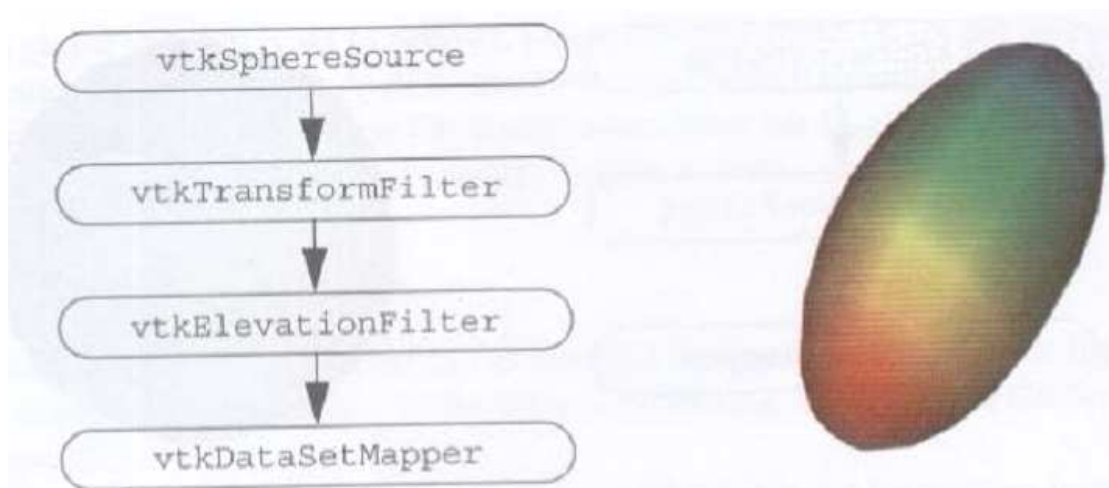 vtkSphereSource
vtkTransformFilter
vtkElevationFilter
vtkDataSetMapper